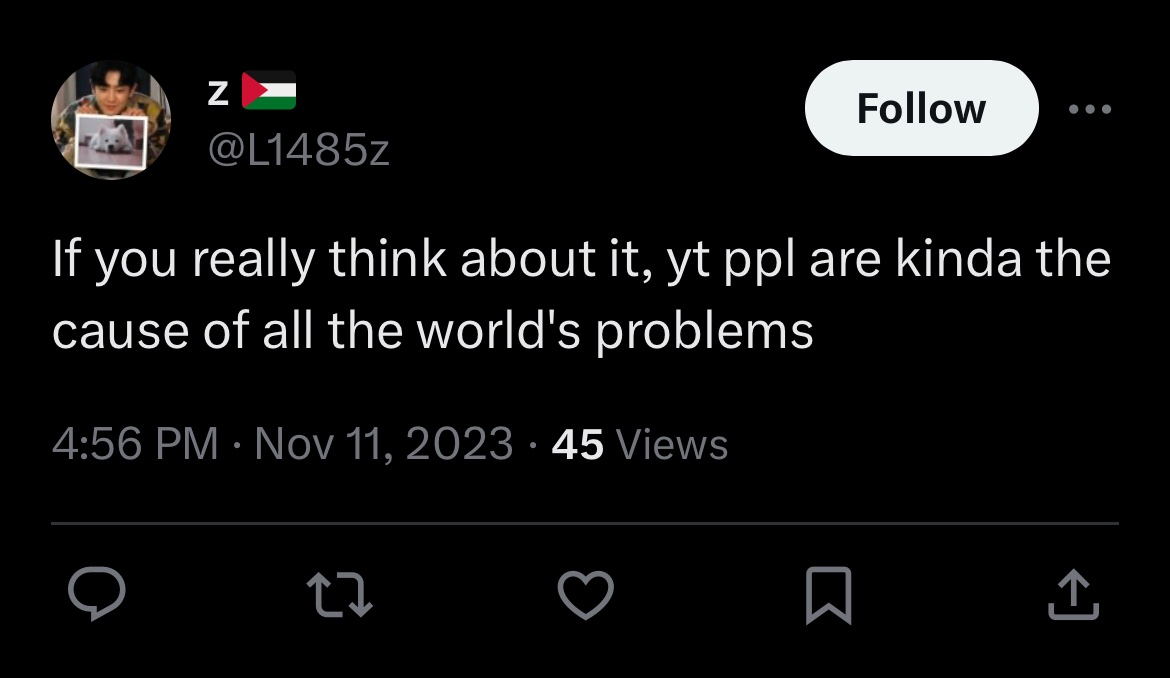 z 🇵🇸
Follow
@L1485z
If you really think about it, yt ppl are kinda the
cause of all the world's problems
4:56 PM · Nov 11, 2023 · 45 Views